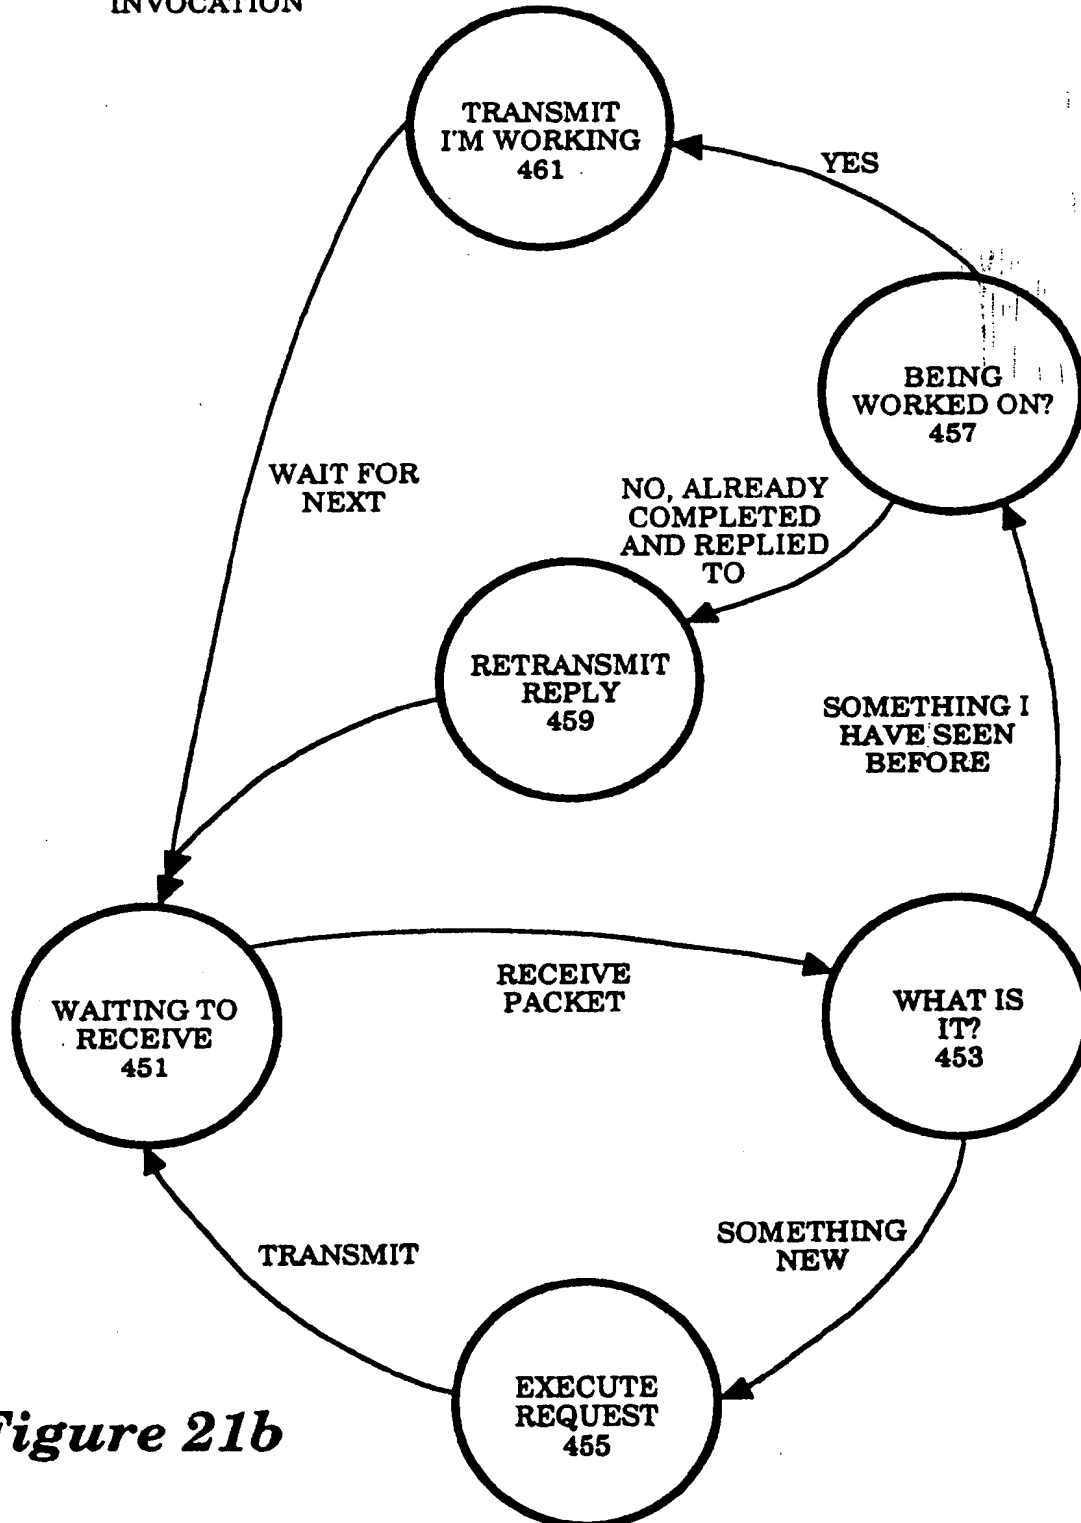 INVOCATION
TRANSMIT
I'M WORKING
461
YES
BEING
WORKED ON?
457
WAIT FOR
NEXT
NO, ALREADY
COMPLETED
AND REPLIED
TO
RETRANSMIT
REPLY
459
SOMETHING I
HAVE SEEN
BEFORE
RECEIVE
PACKET
WAITING TO
RECEIVE
451
WHAT IS
IT?
453
TRANSMIT
SOMETHING
NEW
EXECUTE
REQUEST
455
Figure 21b